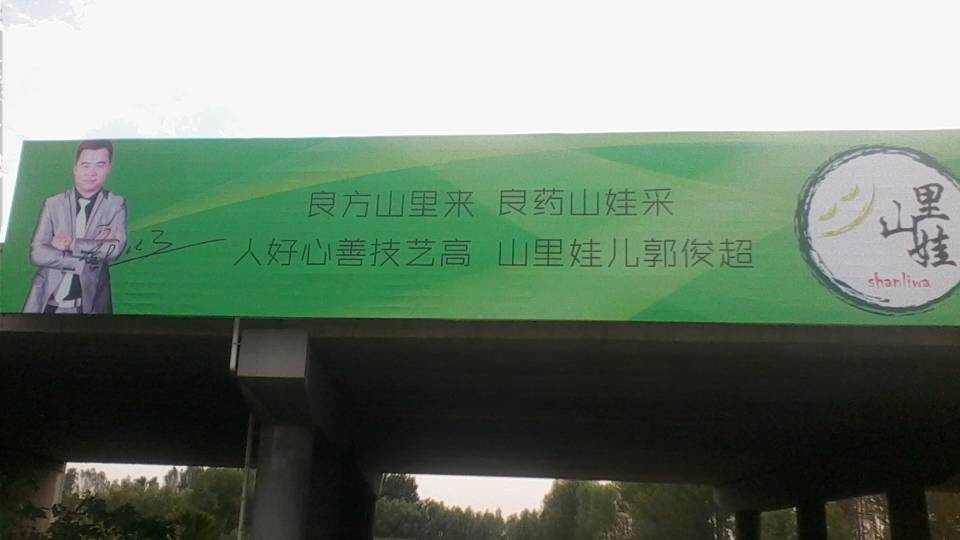 良方山里来 良药山娃采
人好心善技艺高 山里娃儿郭俊超
山里娃
shanliwa